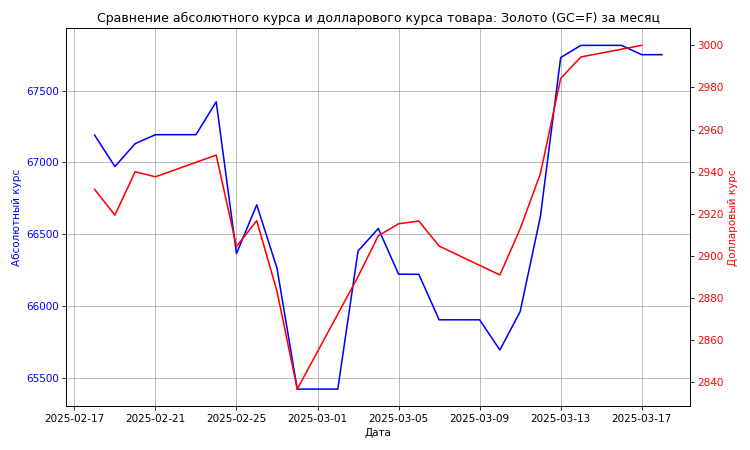 Сравнение абсолютного курса и долларового курса товара: Золото (GC=F) за месяц
Абсолютный курс
67500
67000
66500
66000
65500
3000
2980
2960
2940
2920
2900
2880
2860
2840
Долларовый курс
2025-02-17 2025-02-21 2025-02-25 2025-03-01 2025-03-05 2025-03-09 2025-03-13 2025-03-17
Дата